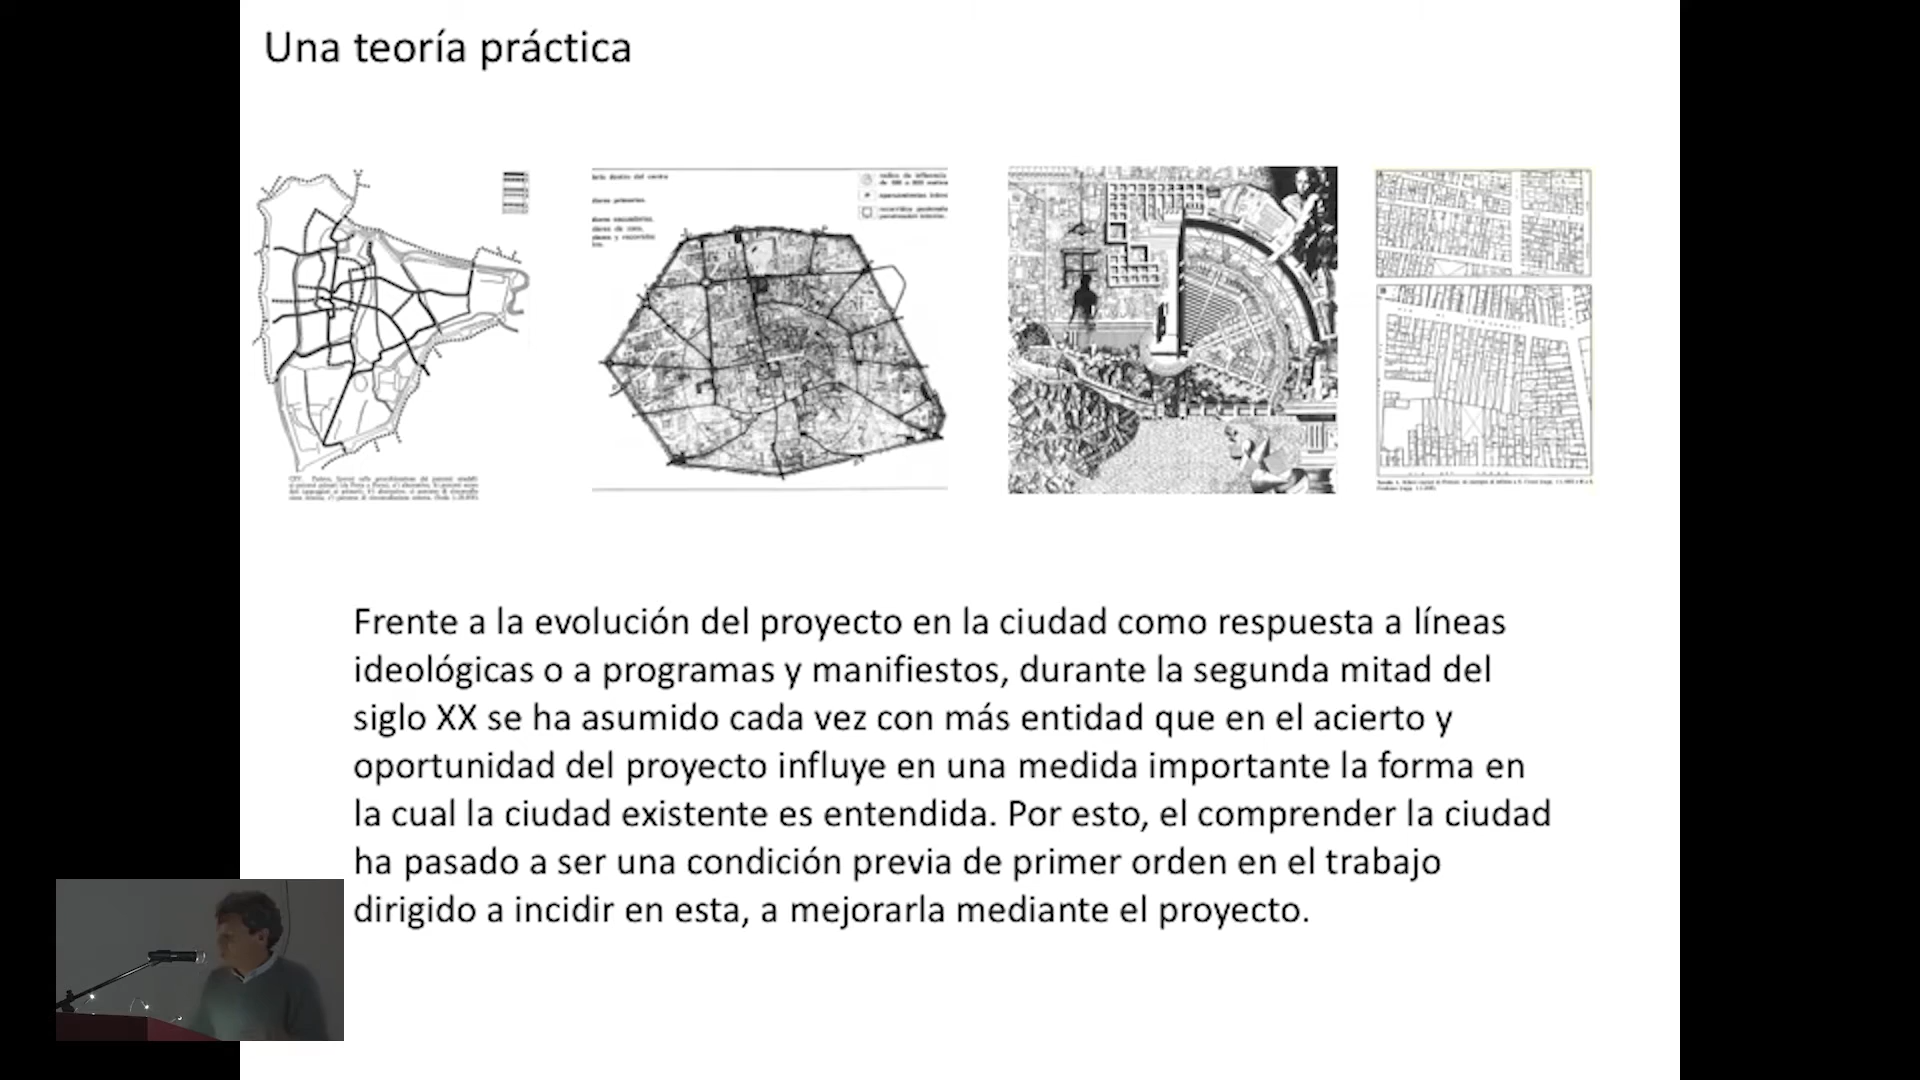 Una teoría práctica
Frente a la evolución del proyecto en la ciudad como respuesta a líneas
ideológicas o a programas y manifiestos, durante la segunda mitad del
siglo XX se ha asumido cada vez con más entidad que en el acierto y
oportunidad del proyecto influye en una medida importante la forma en
la cual la ciudad existente es entendida. Por esto, el comprender la ciudad
ha pasado a ser una condición previa de primer orden en el trabajo
dirigido a incidir en esta, a mejorarla mediante el proyecto.